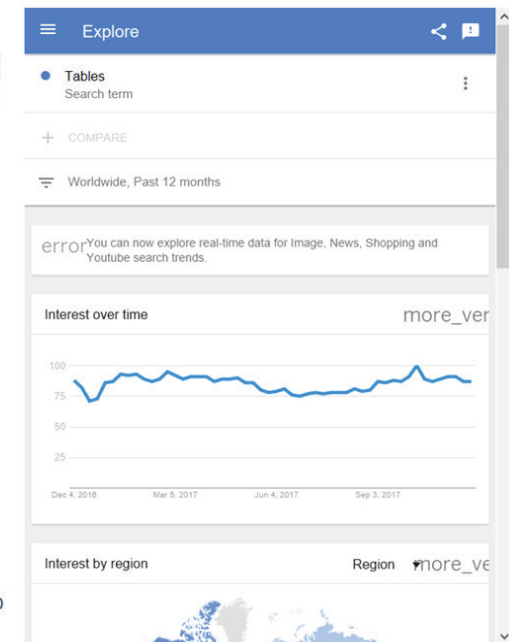 Explore
Tables
Search term
+ COMPARE
Worldwide, Past 12 months
error You can now explore real-time data for Image, News, Shopping and
Youtube search trends.
Interest over time more_ver
100
75
50
25
Dec 4, 2016 Mar 5, 2017 Jun 4, 2017 Sep 3, 2017
Interest by region Region more_ve